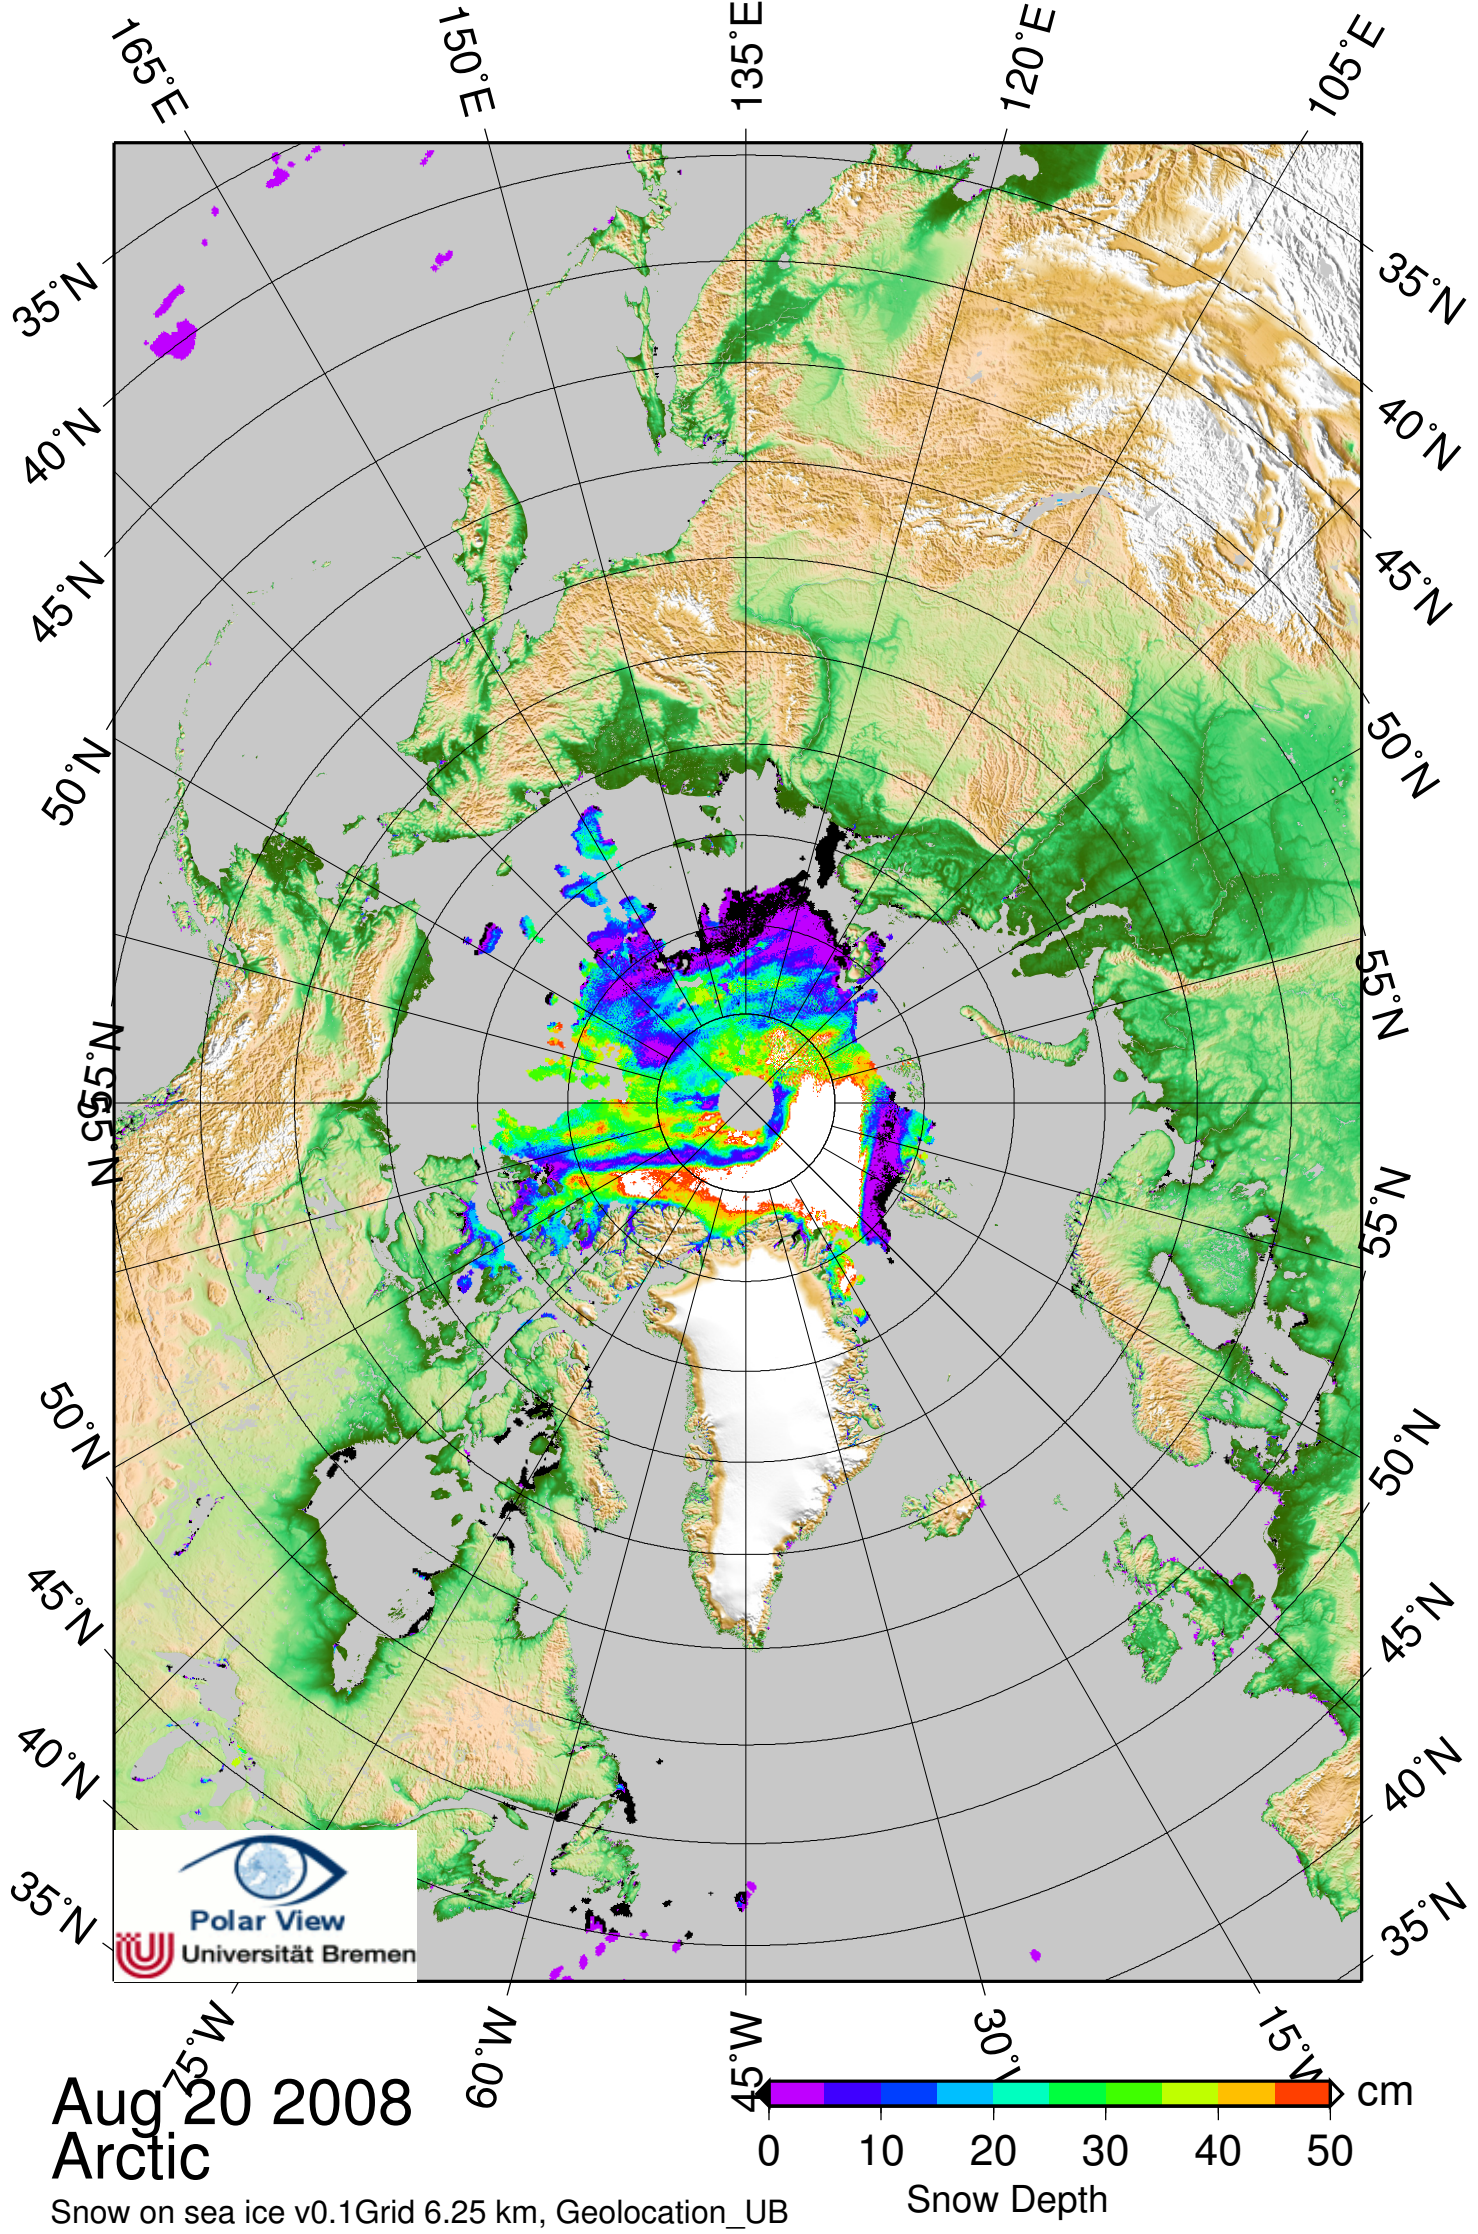 165°E 150°E 135°E 120°E 105°E
35°N 35°N
40°N 40°N
45°N 45°N
50°N 50°N
55°N 55°N
55°N 55°N
50°N 50°N
45°N 45°N
40°N 40°N
35°N 35°N
Polar View
Universität Bremen
75°W 60°W 45°W 30°W 15°W
Aug 20 2008
Arctic
Snow on sea ice v0.1Grid 6.25 km, Geolocation_UB
cm
0 10 20 30 40 50
Snow Depth